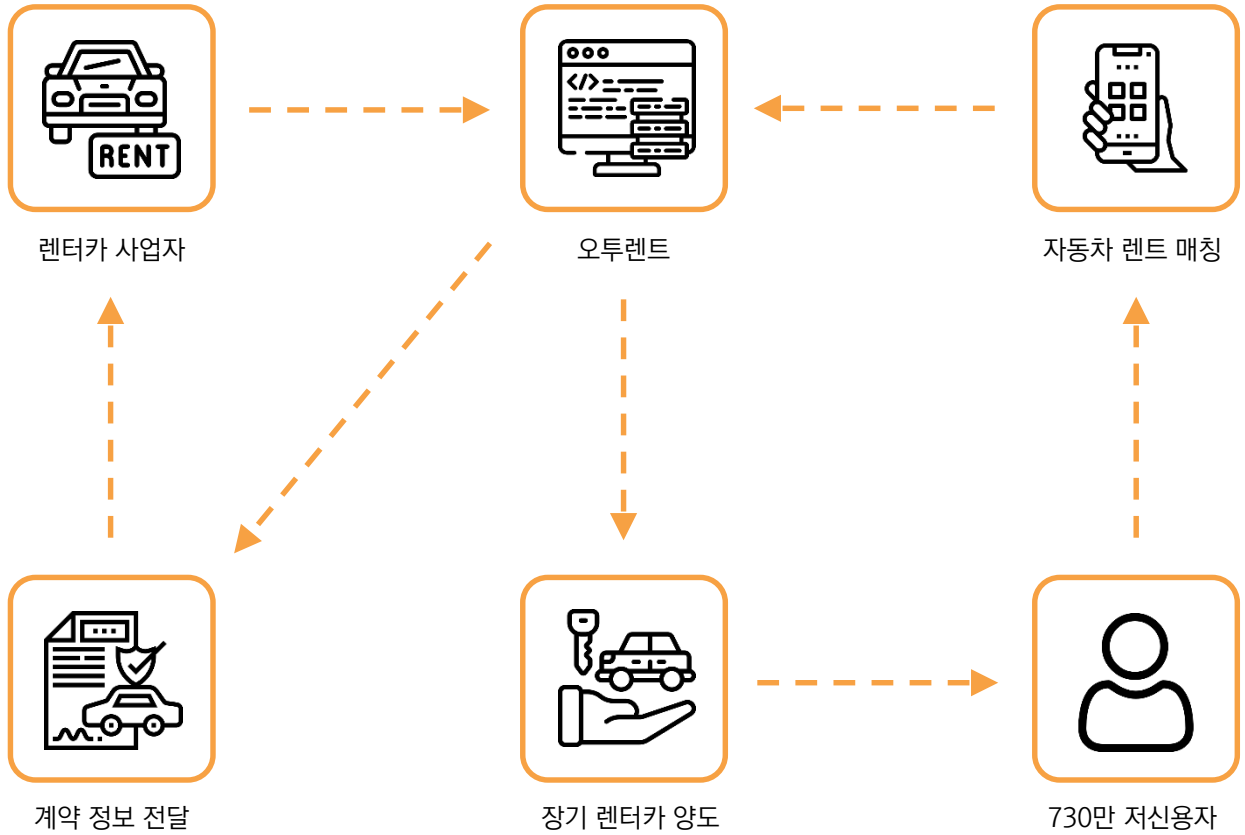 RENT
</>
렌터카 사업자
오투렌트
자동차 렌트 매칭
계약 정보 전달
장기 렌터카 양도
730만 저신용자